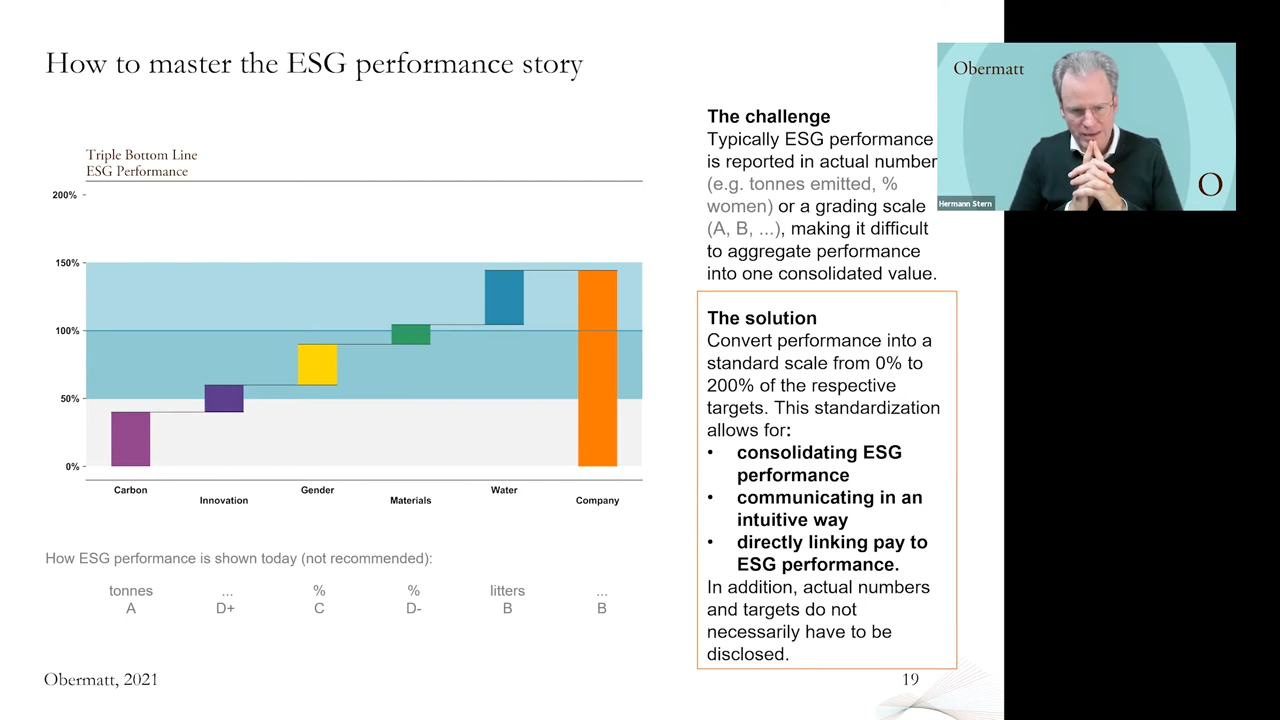 How to master the ESG performance story
Triple Bottom Line
ESG Performance
200%
150%
100%
50%
0%
Carbon
Innovation
Gender
Materials
Water
Company
How ESG performance is shown today (not recommended):
tonnes ... % % litters ...
A D+ C D- B B
The challenge
Typically ESG performance
is reported in actual number
(e.g. tonnes emitted, %
women) or a grading scale
(A, B, ...), making it difficult
to aggregate performance
into one consolidated value.
The solution
Convert performance into a
standard scale from 0% to
200% of the respective
targets. This standardization
allows for:
• consolidating ESG
performance
• communicating in an
intuitive way
• directly linking pay to
ESG performance.
In addition, actual numbers
and targets do not
necessarily have to be
disclosed.
Obermatt
O
Hermann Stern
Obermatt, 2021
19